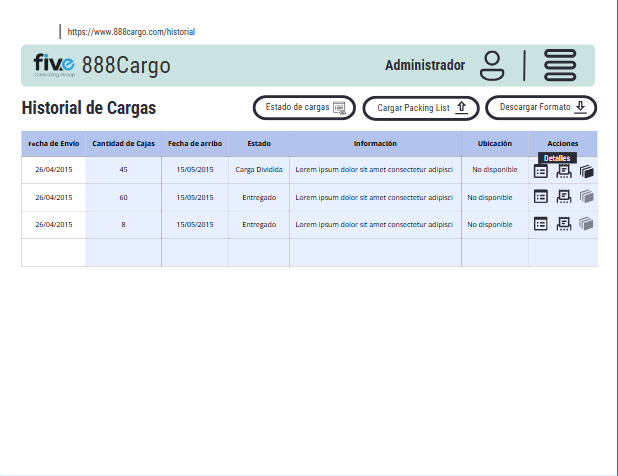 https://www.888cargo.com/historial
five
consulting group
888Cargo
Administrador
Historial de Cargas
Estado de cargas
Cargar Packing List
Descargar Formato
Fecha de Envío Cantidad de Cajas Fecha de arribo Estado Información Ubicación Acciones
Detalles
26/04/2015 45 15/05/2015 Carga Dividida Lorem ipsum dolor sit amet consectetur adipisci No disponible
26/04/2015 60 15/05/2015 Entregado Lorem ipsum dolor sit amet consectetur adipisci No disponible
26/04/2015 8 15/05/2015 Entregado Lorem ipsum dolor sit amet consectetur adipisci No disponible